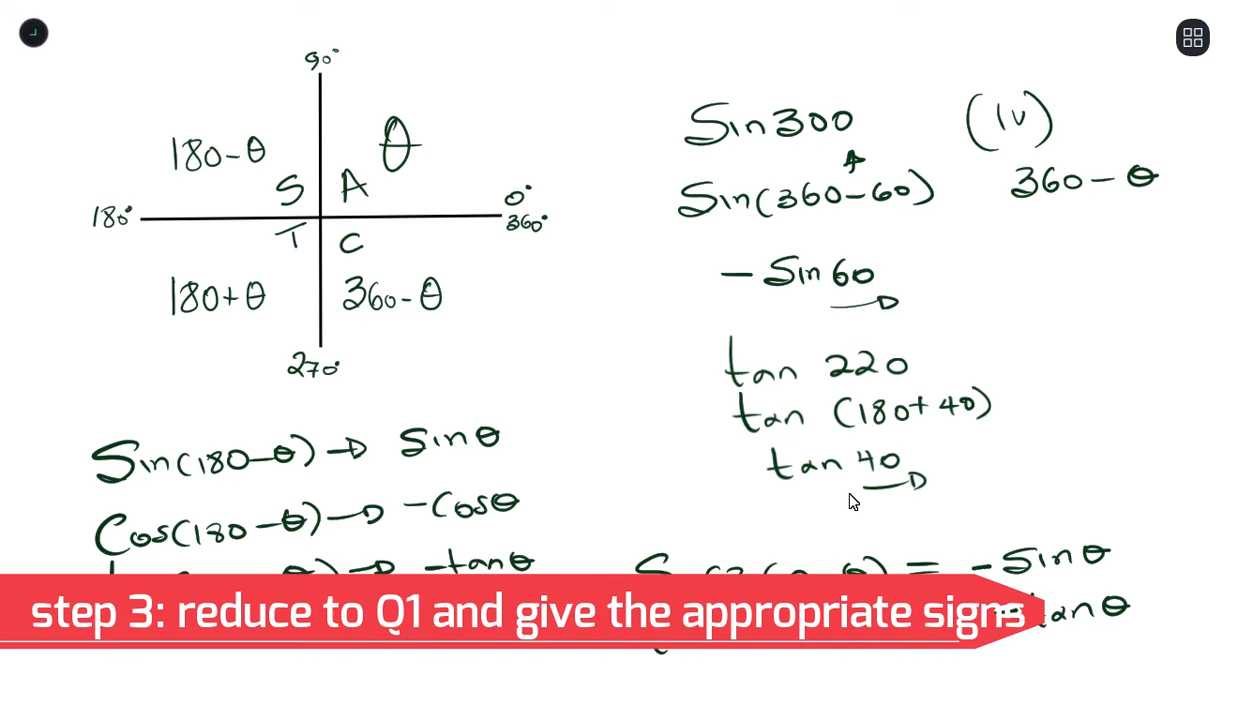 90°
180-θ θ
S A
180° 0°
360°
T C
180+θ 360-θ
270°
Sin(180-θ) → Sinθ
Cos(180-θ) → -Cosθ
θ) → -tanθ
Sin300 (IV)
Sin(360-60) 360-θ
- Sin 60
tan 220
tan (180+40)
tan 40
θ) = -Sinθ
tanθ
step 3: reduce to Q1 and give the appropriate signs